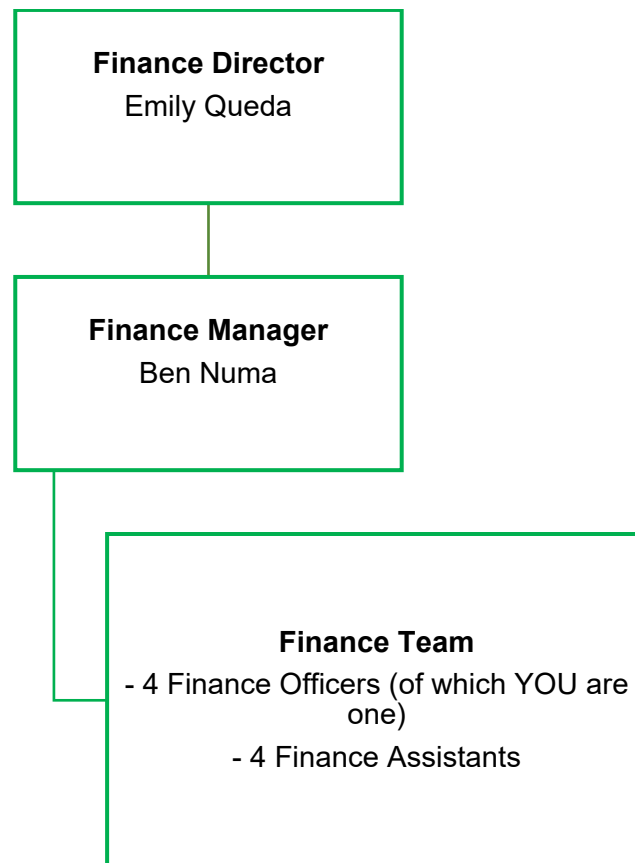 Finance Director
Emily Queda
Finance Manager
Ben Numa
Finance Team
- 4 Finance Officers (of which YOU are
one)
- 4 Finance Assistants